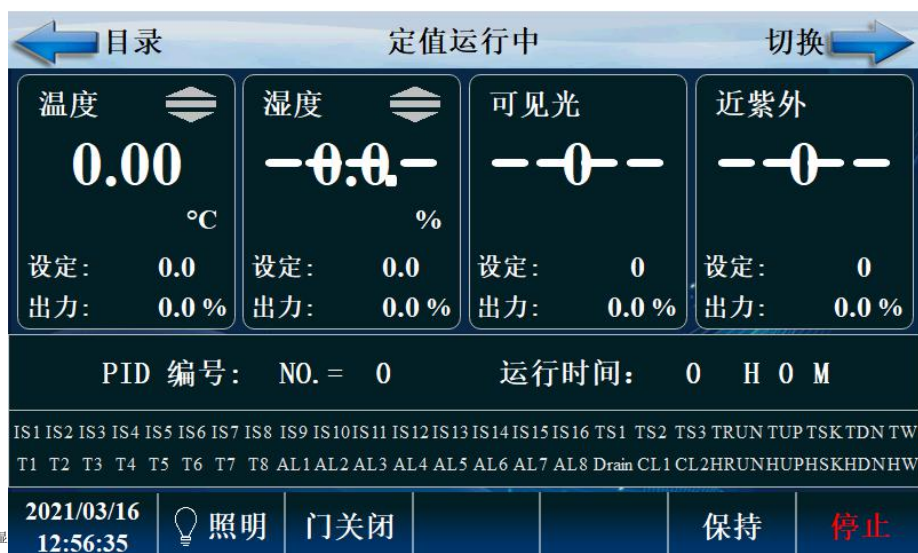 目录 定值运行中 切换
温度 湿度 可见光 近紫外
0.00 0.0 0 0
°C %
设定: 0.0 设定: 0.0 设定: 0 设定: 0
出力: 0.0 % 出力: 0.0 % 出力: 0.0 % 出力: 0.0 %
PID 编号: NO.= 0 运行时间: 0 H 0 M
IS1 IS2 IS3 IS4 IS5 IS6 IS7 IS8 IS9 IS10 IS11 IS12 IS13 IS14 IS15 IS16 TS1 TS2 TS3 TRUN TUP TSK TDN TW
T1 T2 T3 T4 T5 T6 T7 T8 AL1 AL2 AL3 AL4 AL5 AL6 AL7 AL8 Drain CL1 CL2 HRUN HUP HSK HDN HW
2021/03/16
12:56:35 照明 门关闭 保持 停止